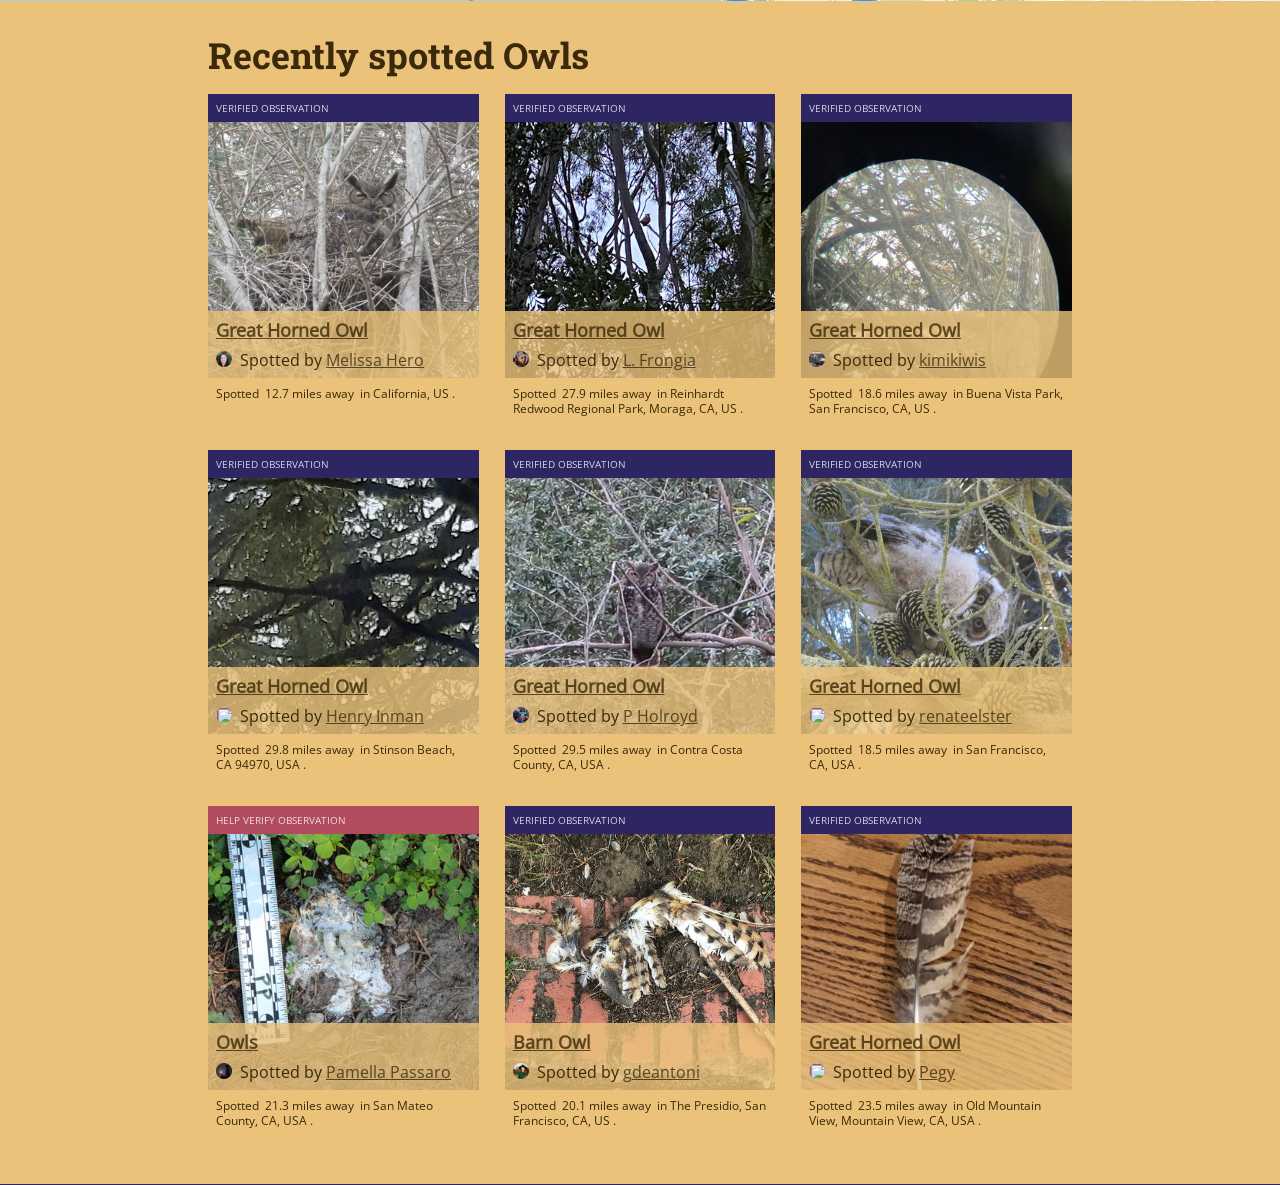 Recently spotted Owls
VERIFIED OBSERVATION
Great Horned Owl
Spotted by Melissa Hero
Spotted 12.7 miles away in California, US .
VERIFIED OBSERVATION
Great Horned Owl
Spotted by L. Frongia
Spotted 27.9 miles away in Reinhardt
Redwood Regional Park, Moraga, CA, US .
VERIFIED OBSERVATION
Great Horned Owl
Spotted by kimikiwis
Spotted 18.6 miles away in Buena Vista Park,
San Francisco, CA, US .
VERIFIED OBSERVATION
Great Horned Owl
Spotted by Henry Inman
Spotted 29.8 miles away in Stinson Beach,
CA 94970, USA .
VERIFIED OBSERVATION
Great Horned Owl
Spotted by P Holroyd
Spotted 29.5 miles away in Contra Costa
County, CA, USA .
VERIFIED OBSERVATION
Great Horned Owl
Spotted by renateelster
Spotted 18.5 miles away in San Francisco,
CA, USA .
HELP VERIFY OBSERVATION
Owls
Spotted by Pamella Passaro
Spotted 21.3 miles away in San Mateo
County, CA, USA .
VERIFIED OBSERVATION
Barn Owl
Spotted by gdeantoni
Spotted 20.1 miles away in The Presidio, San
Francisco, CA, US .
VERIFIED OBSERVATION
Great Horned Owl
Spotted by Pegy
Spotted 23.5 miles away in Old Mountain
View, Mountain View, CA, USA .